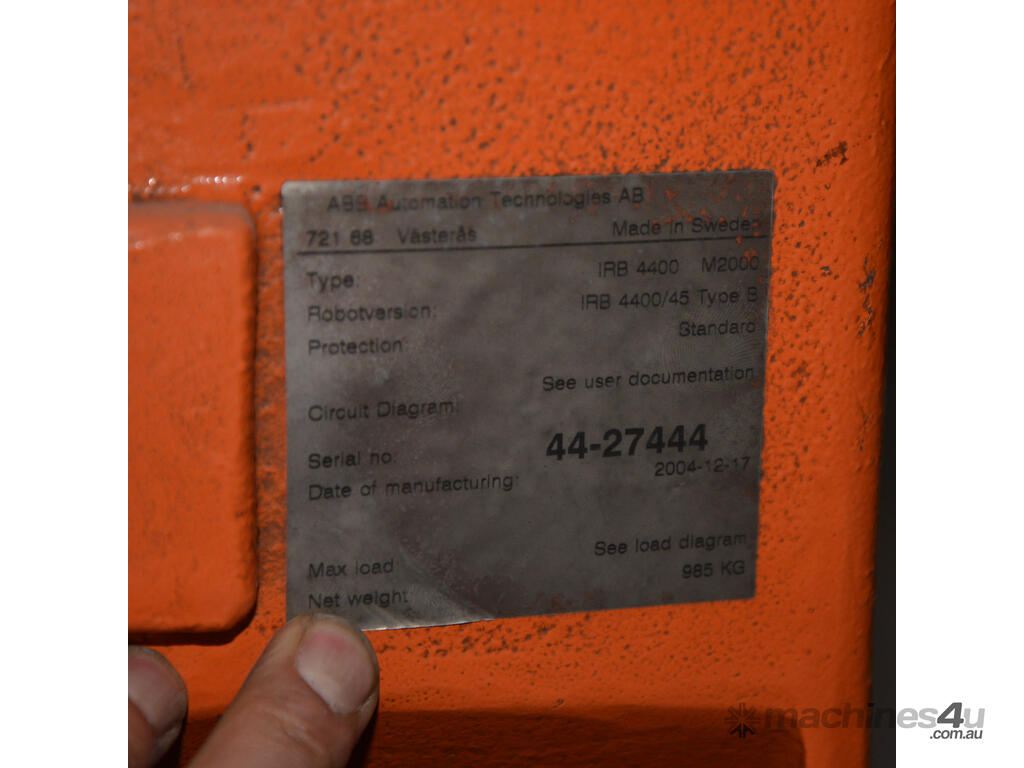 ABB Automation Technologies AB
721 68 Västerås Made in Sweden
Type: IRB 4400 M2000
Robotversion: IRB 4400/45 Type B
Protection: Standard
Circuit Diagram: See user documentation
Serial no: 44-27444
Date of manufacturing: 2004-12-17
Max load See load diagram
Net weight 985 KG
machines4u
.com.au